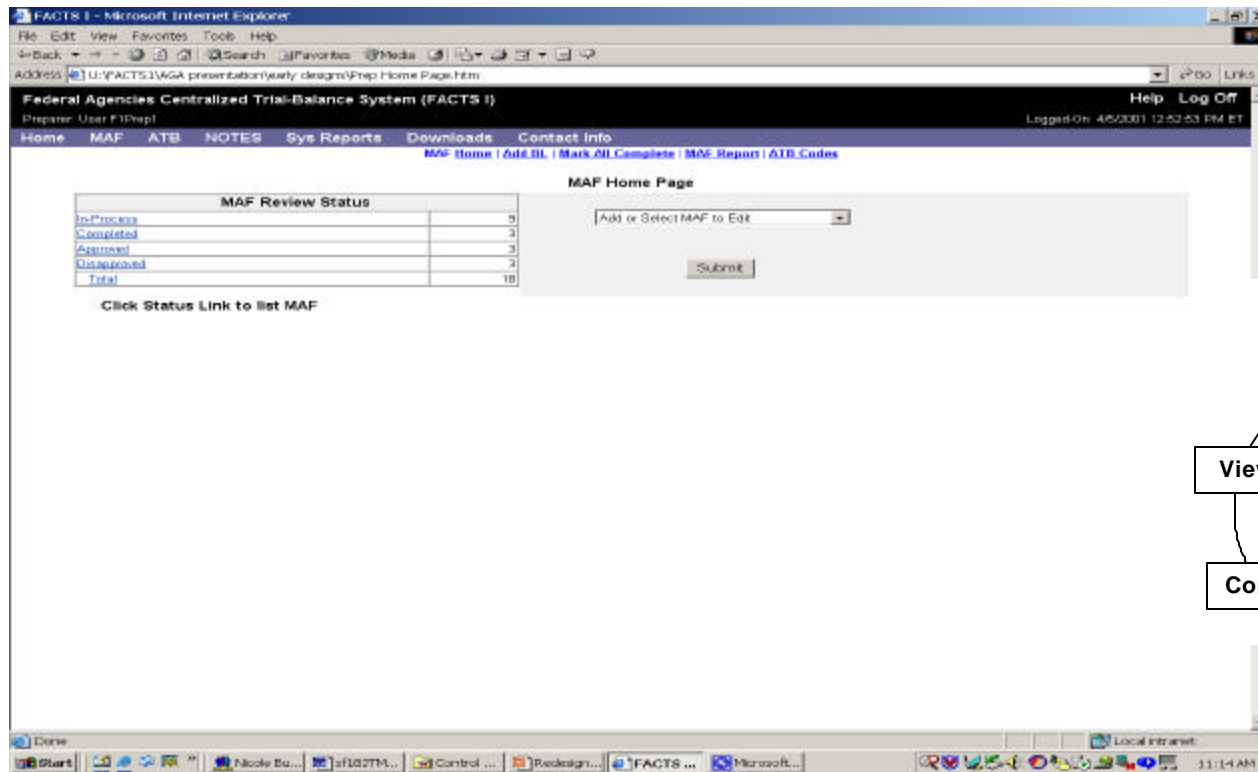 FACTS I - Microsoft Internet Explorer
File Edit View Favorites Tools Help
Back Search Favorites Media
Address U:\FACTS1\AGA presentation\early designs\Prep Home Page.htm Go Links
Federal Agencies Centralized Trial-Balance System (FACTS I) Help Log Off
Preparer: User F1Prep1 Logged-On: 4/5/2001 12:52:53 PM ET
Home MAF ATB NOTES Sys Reports Downloads Contact Info
MAF Home | Add BL | Mark All Complete | MAF Report | ATB Codes
MAF Home Page
MAF Review Status
In-Process 9
Completed 3
Approved 3
Disapproved 3
Total 18
Add or Select MAF to Edit
Submit
Click Status Link to list MAF
Vie
Co
Done Local intranet
Start Nicole Bu... sf182TM... Control ... Redesign... FACTS ... Microsoft... 11:14 AM